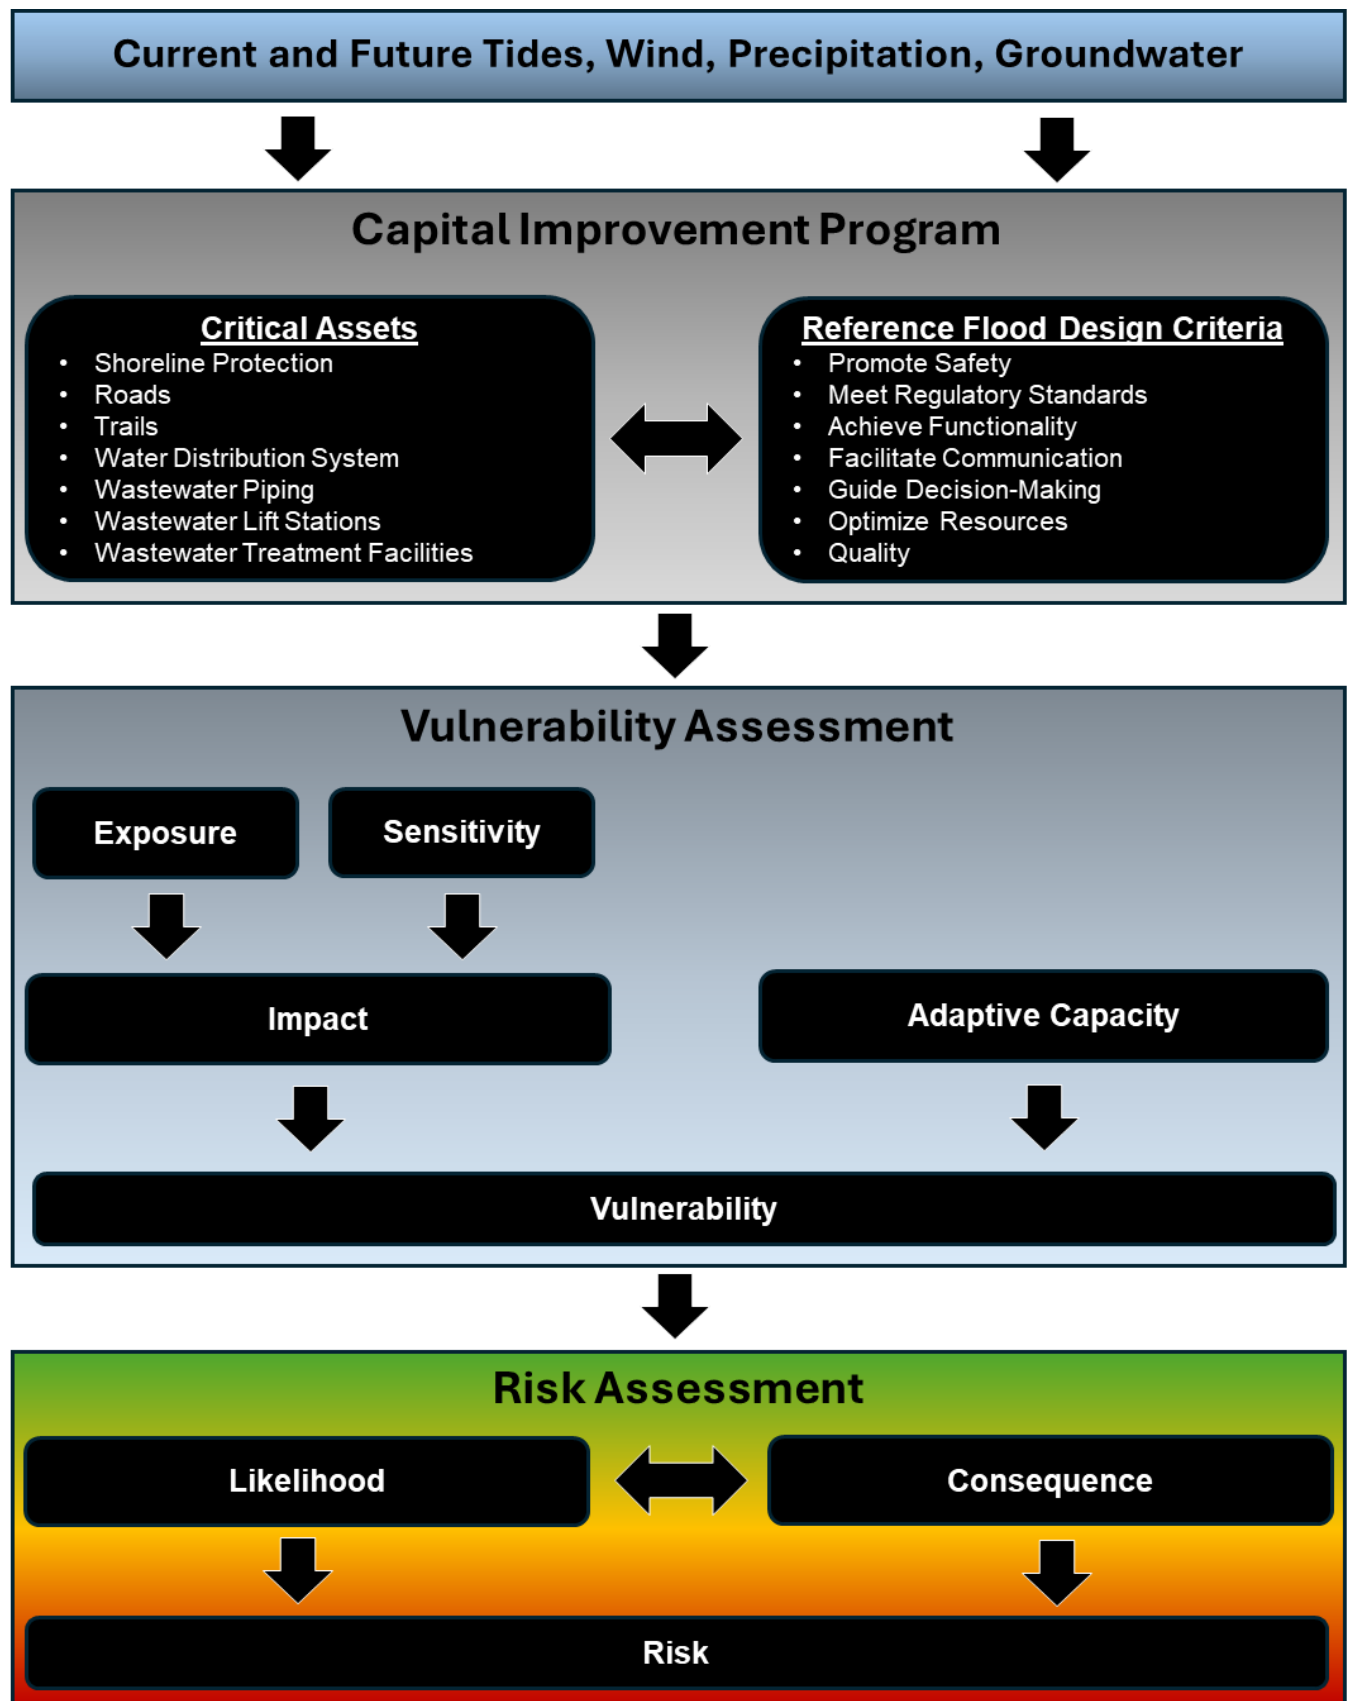 Current and Future Tides, Wind, Precipitation, Groundwater
Capital Improvement Program
Critical Assets
• Shoreline Protection
• Roads
• Trails
• Water Distribution System
• Wastewater Piping
• Wastewater Lift Stations
• Wastewater Treatment Facilities
Reference Flood Design Criteria
• Promote Safety
• Meet Regulatory Standards
• Achieve Functionality
• Facilitate Communication
• Guide Decision-Making
• Optimize Resources
• Quality
Vulnerability Assessment
Exposure
Sensitivity
Impact
Adaptive Capacity
Vulnerability
Risk Assessment
Likelihood
Consequence
Risk